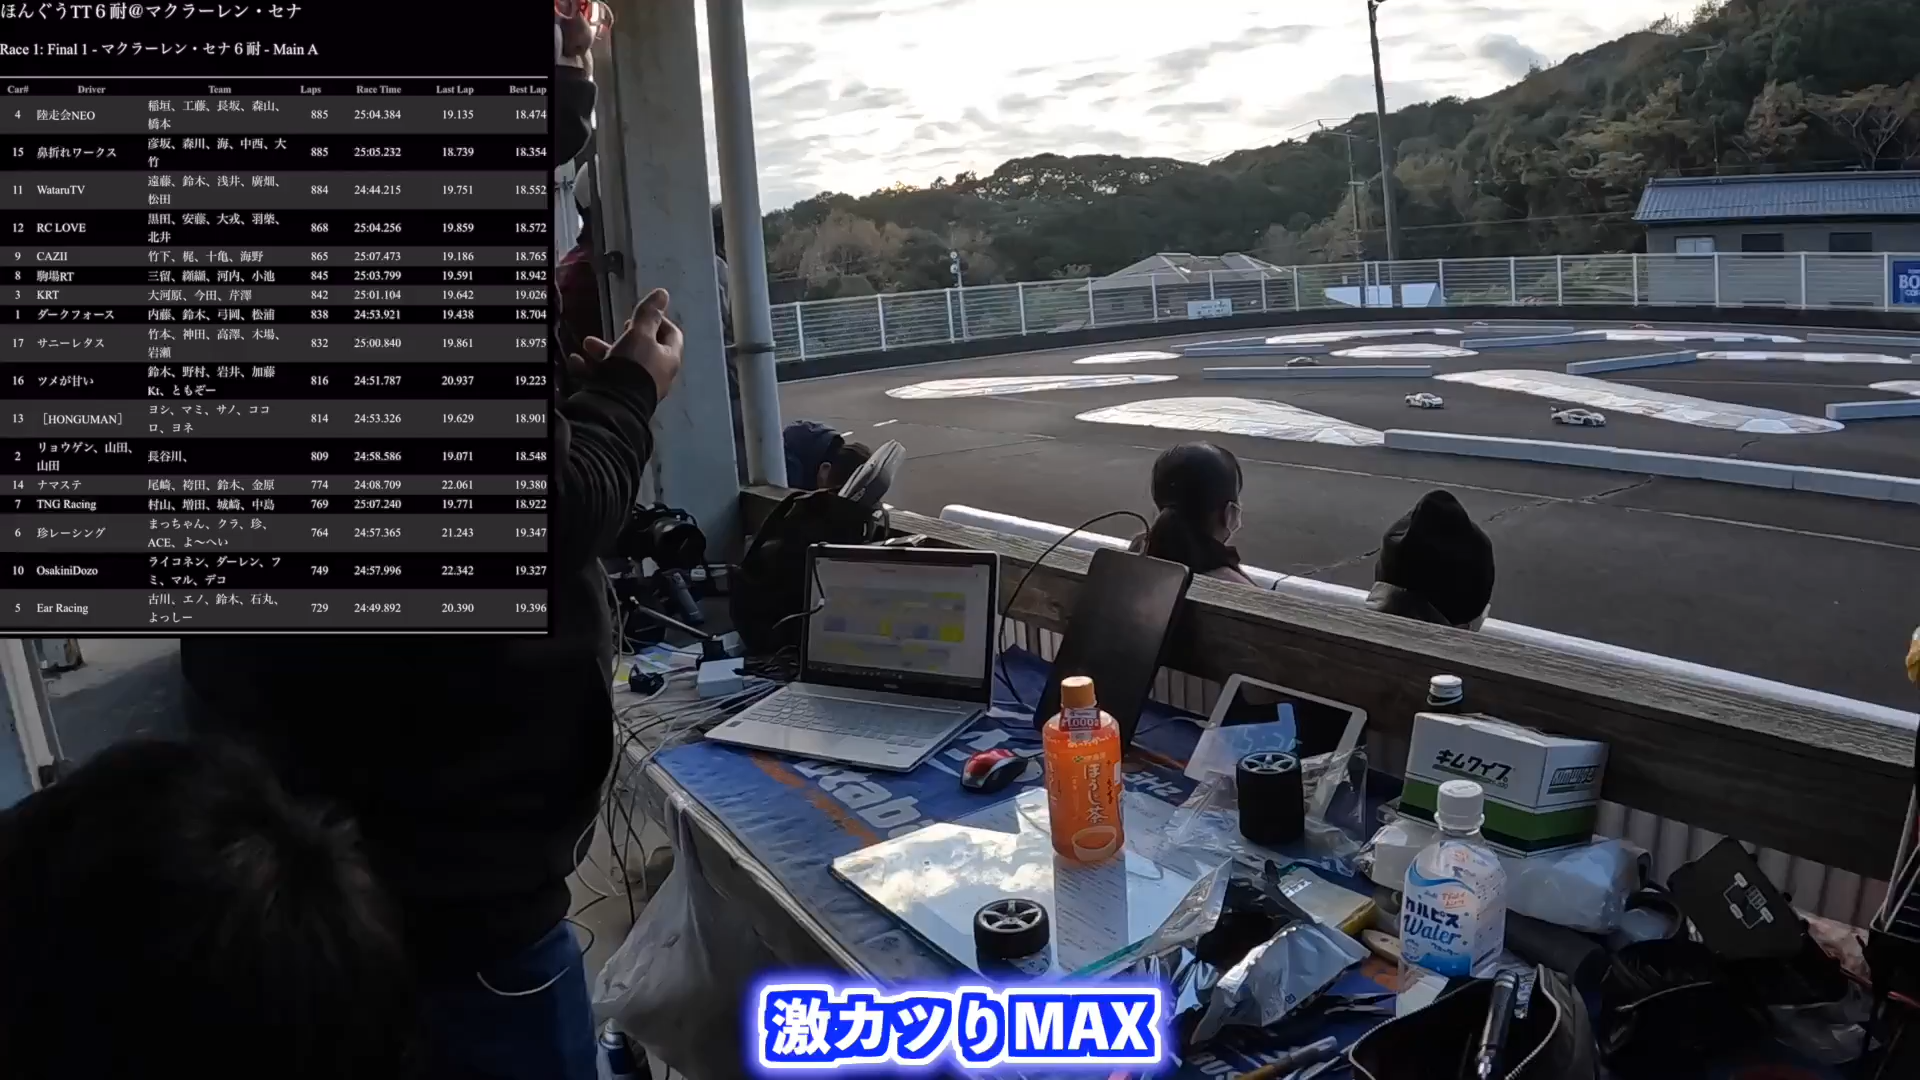 ほんぐうTT６耐＠マクラーレン・セナ
Race 1: Final 1 - マクラーレン・セナ６耐 - Main A
Car# Driver Team Laps Race Time Last Lap Best Lap
4 陸走会NEO 稲垣、工藤、長坂、森山、橋本 885 25:04.384 19.135 18.474
15 鼻折れワークス 彦坂、森川、海、中西、大竹 885 25:05.232 18.739 18.354
11 WataruTV 遠藤、鈴木、浅井、廣畑、松田 884 24:44.215 19.751 18.552
12 RC LOVE 黒田、安藤、大戎、羽柴、北井 868 25:04.256 19.859 18.572
9 CAZII 竹下、梶、十亀、海野 865 25:07.473 19.186 18.765
8 駒場RT 三留、纐纈、河内、小池 845 25:03.799 19.591 18.942
3 KRT 大河原、今田、芹澤 842 25:01.104 19.642 19.026
1 ダークフォース 内藤、鈴木、弓岡、松浦 838 24:53.921 19.438 18.704
17 サニーレタス 竹本、神田、高澤、木場、岩瀬 832 25:00.840 19.861 18.975
16 ツメが甘い 鈴木、野村、岩井、加藤Kt、ともぞー 816 24:51.787 20.937 19.223
13 ［HONGUMAN］ ヨシ、マミ、サノ、ココロ、ヨネ 814 24:53.326 19.629 18.901
2 リョウゲン、山田、山田 長谷川、 809 24:58.586 19.071 18.548
14 ナマステ 尾崎、袴田、鈴木、金原 774 24:08.709 22.061 19.380
7 TNG Racing 村山、増田、城崎、中島 769 25:07.240 19.771 18.922
6 珍レーシング まっちゃん、クラ、珍、ACE、よ〜へい 764 24:57.365 21.243 19.347
10 OsakiniDozo ライコネン、ダーレン、フミ、マル、デコ 749 24:57.996 22.342 19.327
5 Ear Racing 古川、エノ、鈴木、石丸、よっしー 729 24:49.892 20.390 19.396
BO
キムワイプ
ほうじ茶
カルピス
Water
激カツりMAX